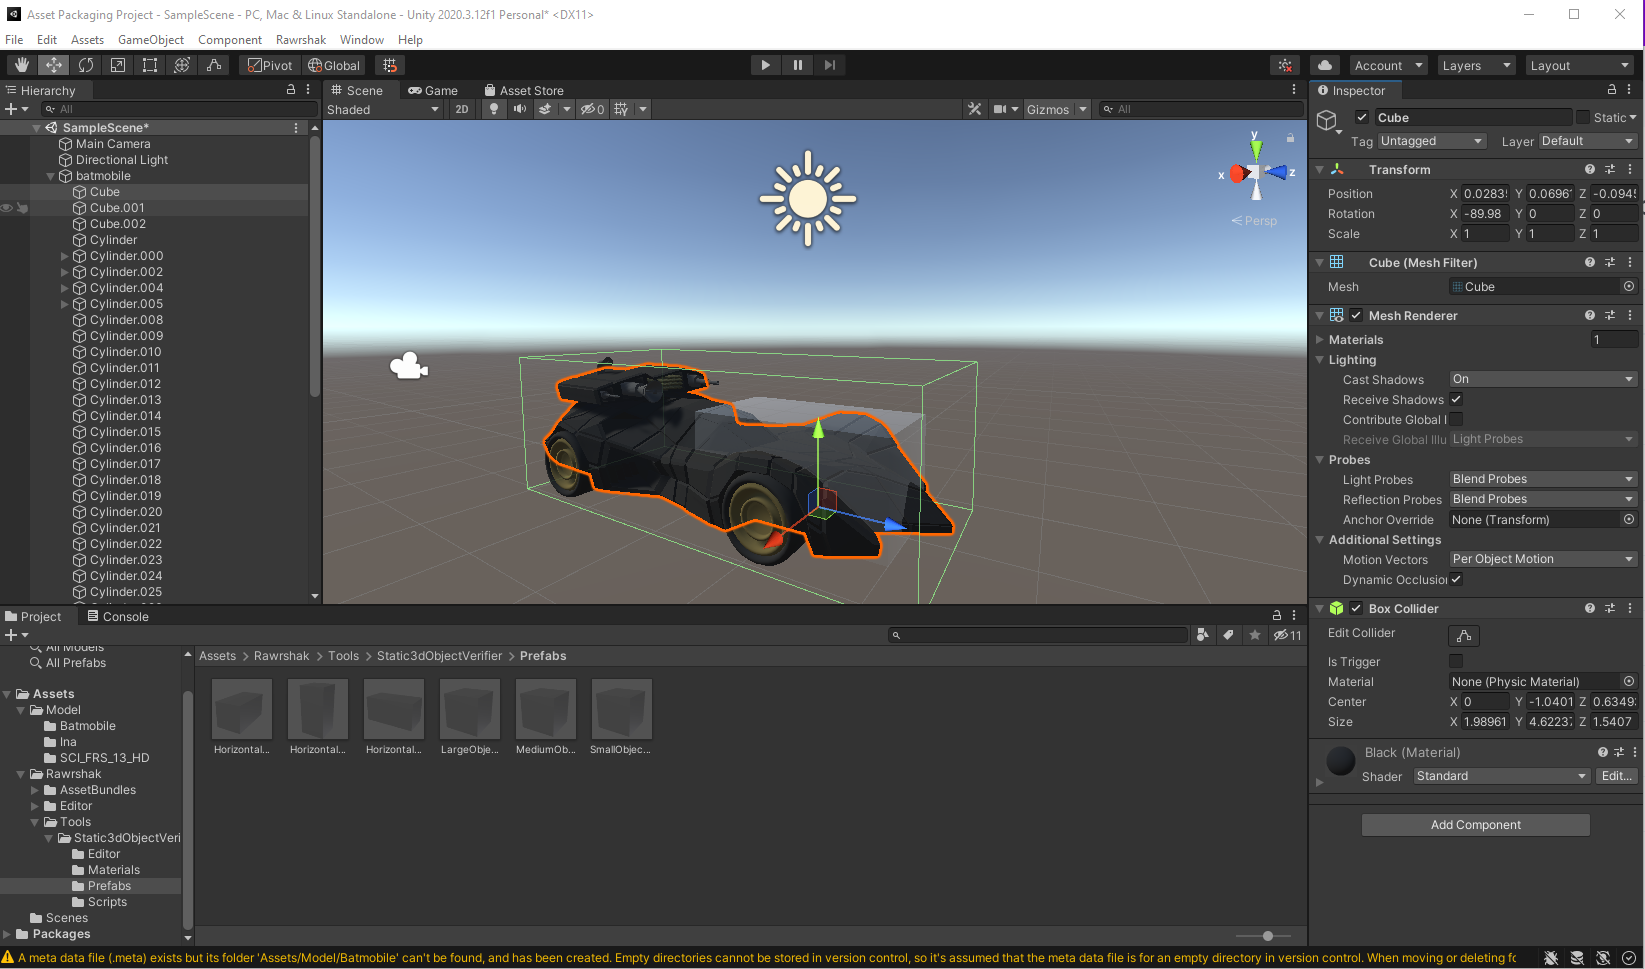 Asset Packaging Project - SampleScene - PC, Mac & Linux Standalone - Unity 2020.3.12f1 Personal* <DX11>
File Edit Assets GameObject Component Rawrshak Window Help
Pivot Global Account Layers Layout
Hierarchy
All
SampleScene*
Main Camera
Directional Light
batmobile
Cube
Cube.001
Cube.002
Cylinder
Cylinder.000
Cylinder.002
Cylinder.004
Cylinder.005
Cylinder.008
Cylinder.009
Cylinder.010
Cylinder.011
Cylinder.012
Cylinder.013
Cylinder.014
Cylinder.015
Cylinder.016
Cylinder.017
Cylinder.018
Cylinder.019
Cylinder.020
Cylinder.021
Cylinder.022
Cylinder.023
Cylinder.024
Cylinder.025
Scene Game Asset Store
Shaded 2D 0 Gizmos All
y
x z
Persp
Inspector
Cube Static
Tag Untagged Layer Default
Transform
Position X 0.0283 Y 0.0696 Z -0.094
Rotation X -89.98 Y 0 Z 0
Scale X 1 Y 1 Z 1
Cube (Mesh Filter)
Mesh Cube
Mesh Renderer
Materials 1
Lighting
Cast Shadows On
Receive Shadows
Contribute Global I
Receive Global Illu Light Probes
Probes
Light Probes Blend Probes
Reflection Probes Blend Probes
Anchor Override None (Transform)
Additional Settings
Motion Vectors Per Object Motion
Dynamic Occlusion
Box Collider
Edit Collider
Is Trigger
Material None (Physic Material)
Center X 0 Y -1.0401 Z 0.6349
Size X 1.98961 Y 4.6223 Z 1.5407
Black (Material)
Shader Standard Edit...
Add Component
Project Console
11
All Models
All Prefabs
Assets
Model
Batmobile
Ina
SCI_FRS_13_HD
Rawrshak
AssetBundles
Editor
Tools
Static3dObjectVeri
Editor
Materials
Prefabs
Scripts
Scenes
Packages
Assets > Rawrshak > Tools > Static3dObjectVerifier > Prefabs
Horizontal... Horizontal... Horizontal... LargeObje... MediumOb... SmallObjec...
A meta data file (.meta) exists but its folder 'Assets/Model/Batmobile' can't be found, and has been created. Empty directories cannot be stored in version control, so it's assumed that the meta data file is for an empty directory in version control. When moving or deleting fo